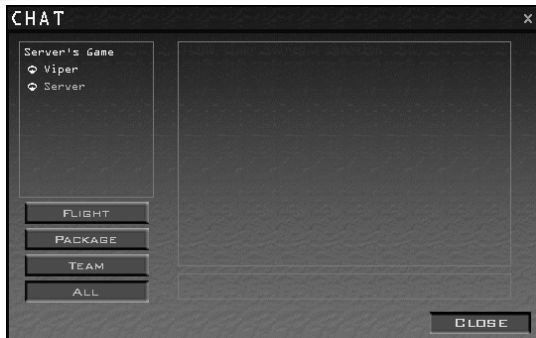 CHAT
x
Server's Game
Viper
Server
FLIGHT
PACKAGE
TEAM
ALL
CLOSE